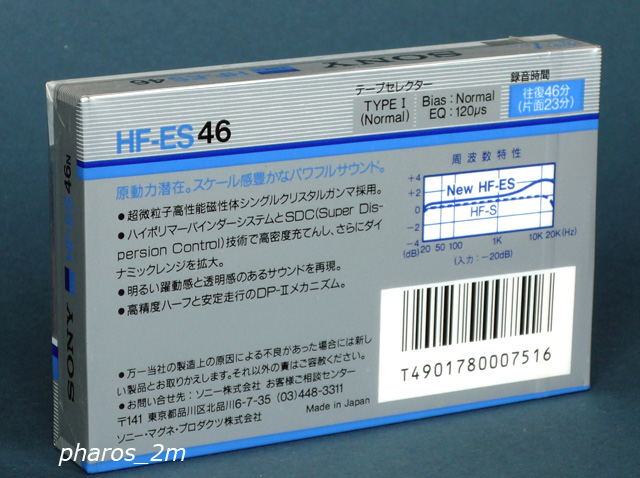 SONY
HF-ES 46
テープセレクター
TYPE I
(Normal)
Bias : Normal
EQ : 120μs
録音時間
往復46分
(片面23分)
HF-ES 46
原動力潜在。スケール感豊かなパワフルサウンド。
●超微粒子高性能磁性体シングルクリスタルガンマ採用。
●ハイポリマーバインダーシステムとSDC(Super Dis-
persion Control)技術で高密度充てんし、さらにダイ
ナミックレンジを拡大。
●明るい躍動感と透明感のあるサウンドを再現。
●高精度ハーフと安定走行のDP-IIメカニズム。
周波数特性
+4
+2
0
-2
-4
New HF-ES
HF-S
(dB) 20 50 100 1K 10K 20K (Hz)
(入力：-20dB)
T4901780007516
●万一当社の製造上の原因による不良があった場合には新し
い製品とお取りかえします。それ以外の責はご容赦ください。
●お問い合せ先：ソニー株式会社 お客様ご相談センター
〒141 東京都品川区北品川6-7-35 (03)448-3311
ソニー・マグネ・プロダクツ株式会社
Made in Japan
46N
SONY
pharos_2m